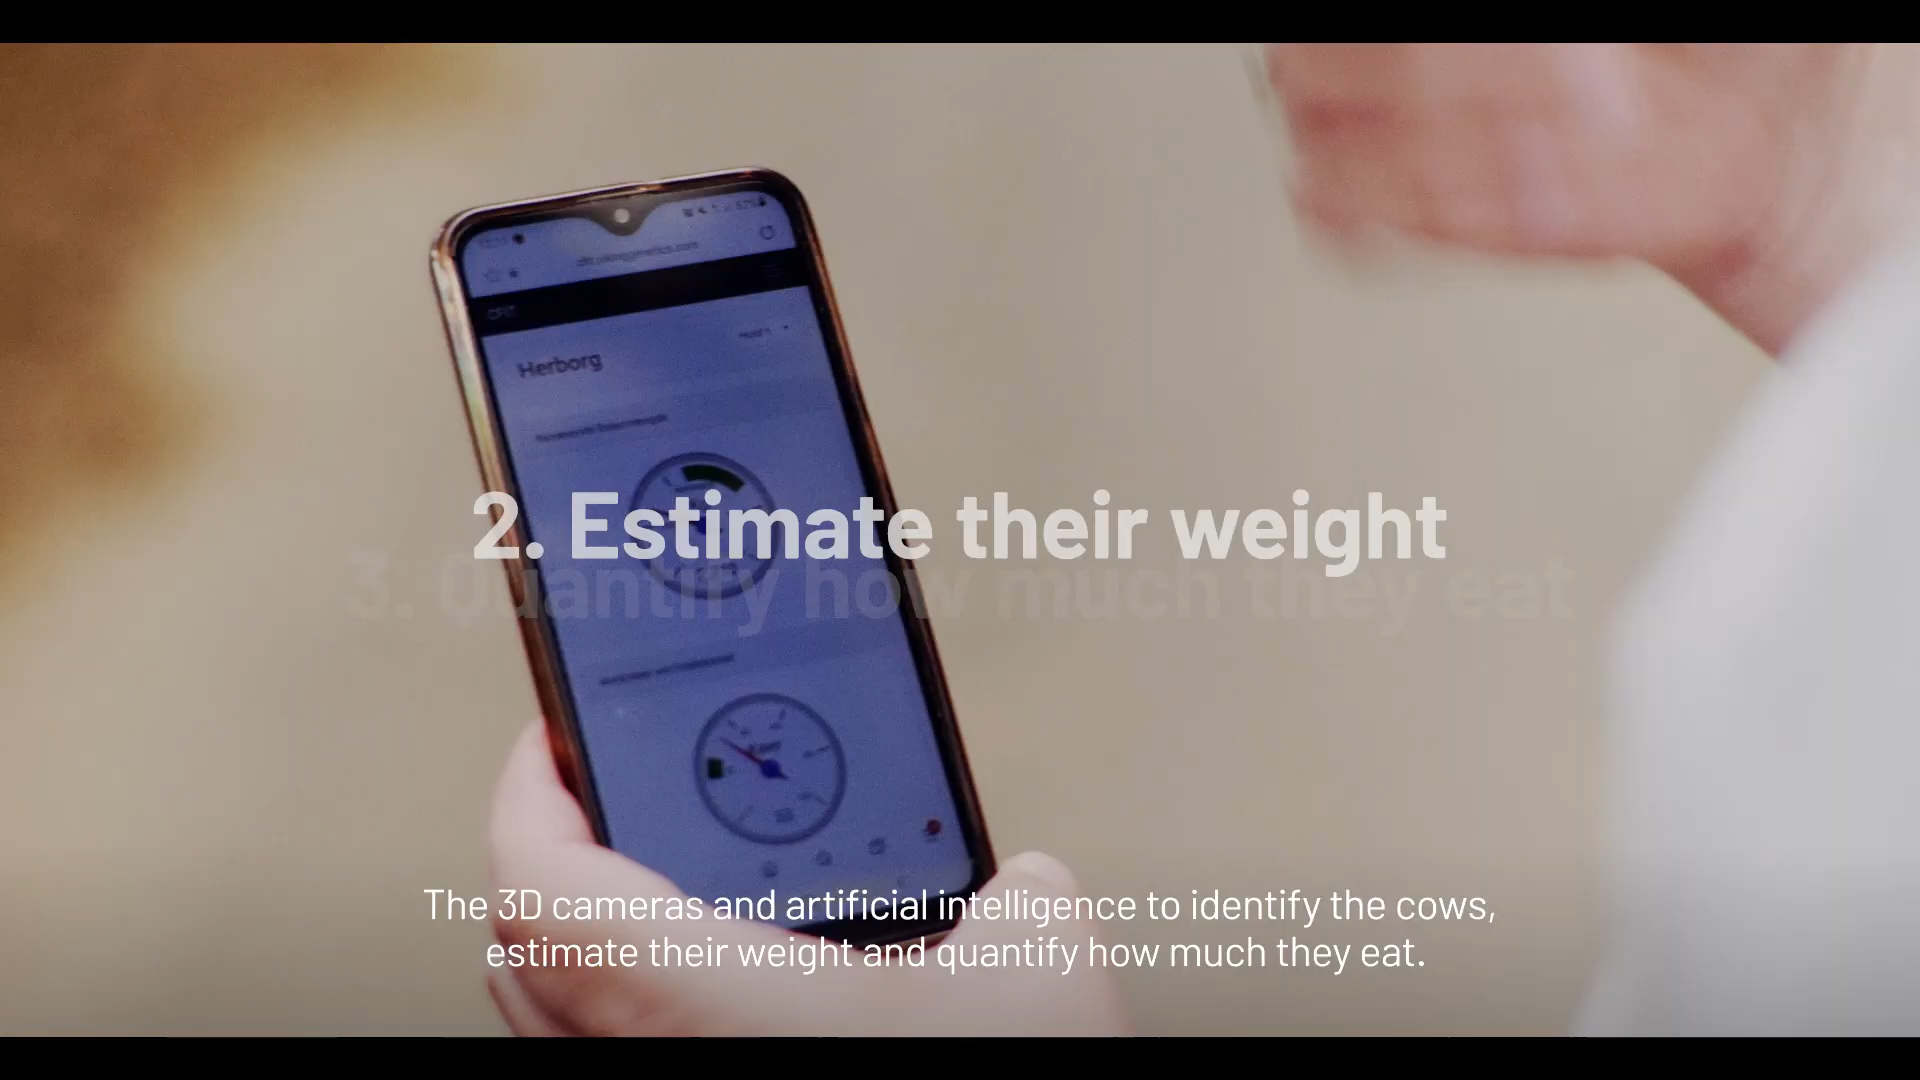 CFIT
Herborg
2. Estimate their weight
3. Quantify how much they eat
The 3D cameras and artificial intelligence to identify the cows,
estimate their weight and quantify how much they eat.